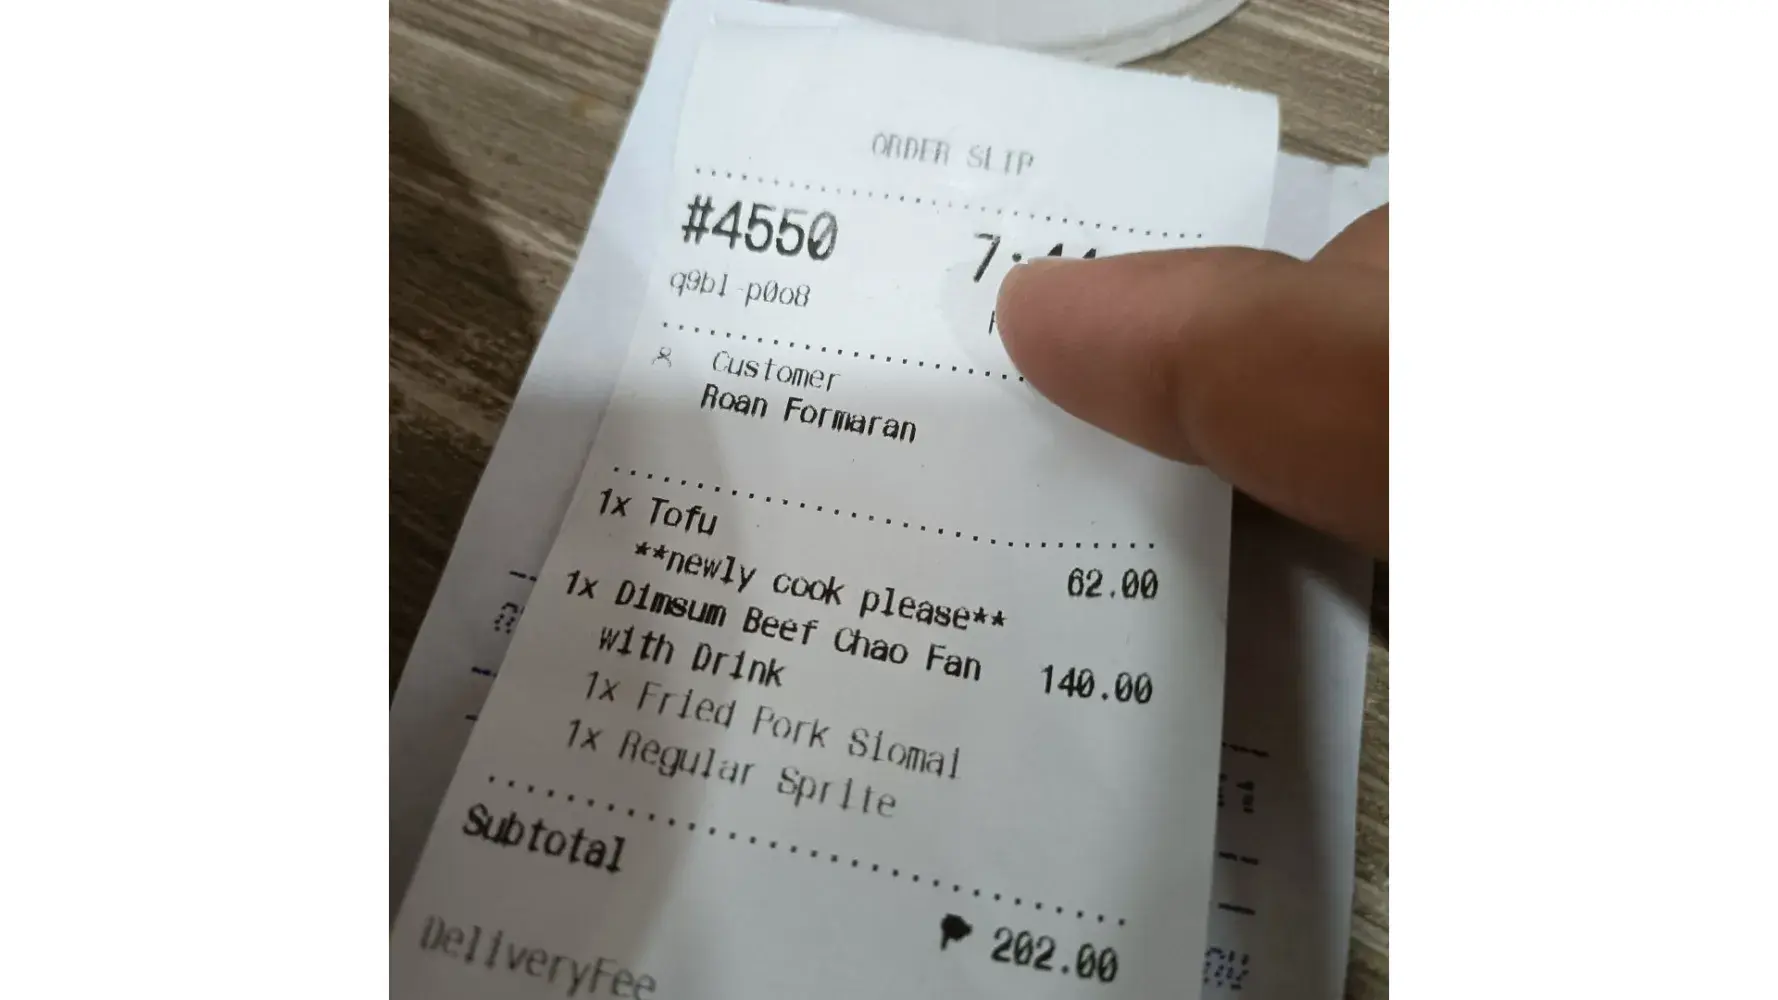 ORDER SLIP
#4550
q9bl-p0o8
Customer
Roan Formaran
1x Tofu 62.00
**newly cook please**
1x Dimsum Beef Chao Fan 140.00
with Drink
1x Fried Pork Siomai
1x Regular Sprite
Subtotal
₱ 202.00
DeliveryFee